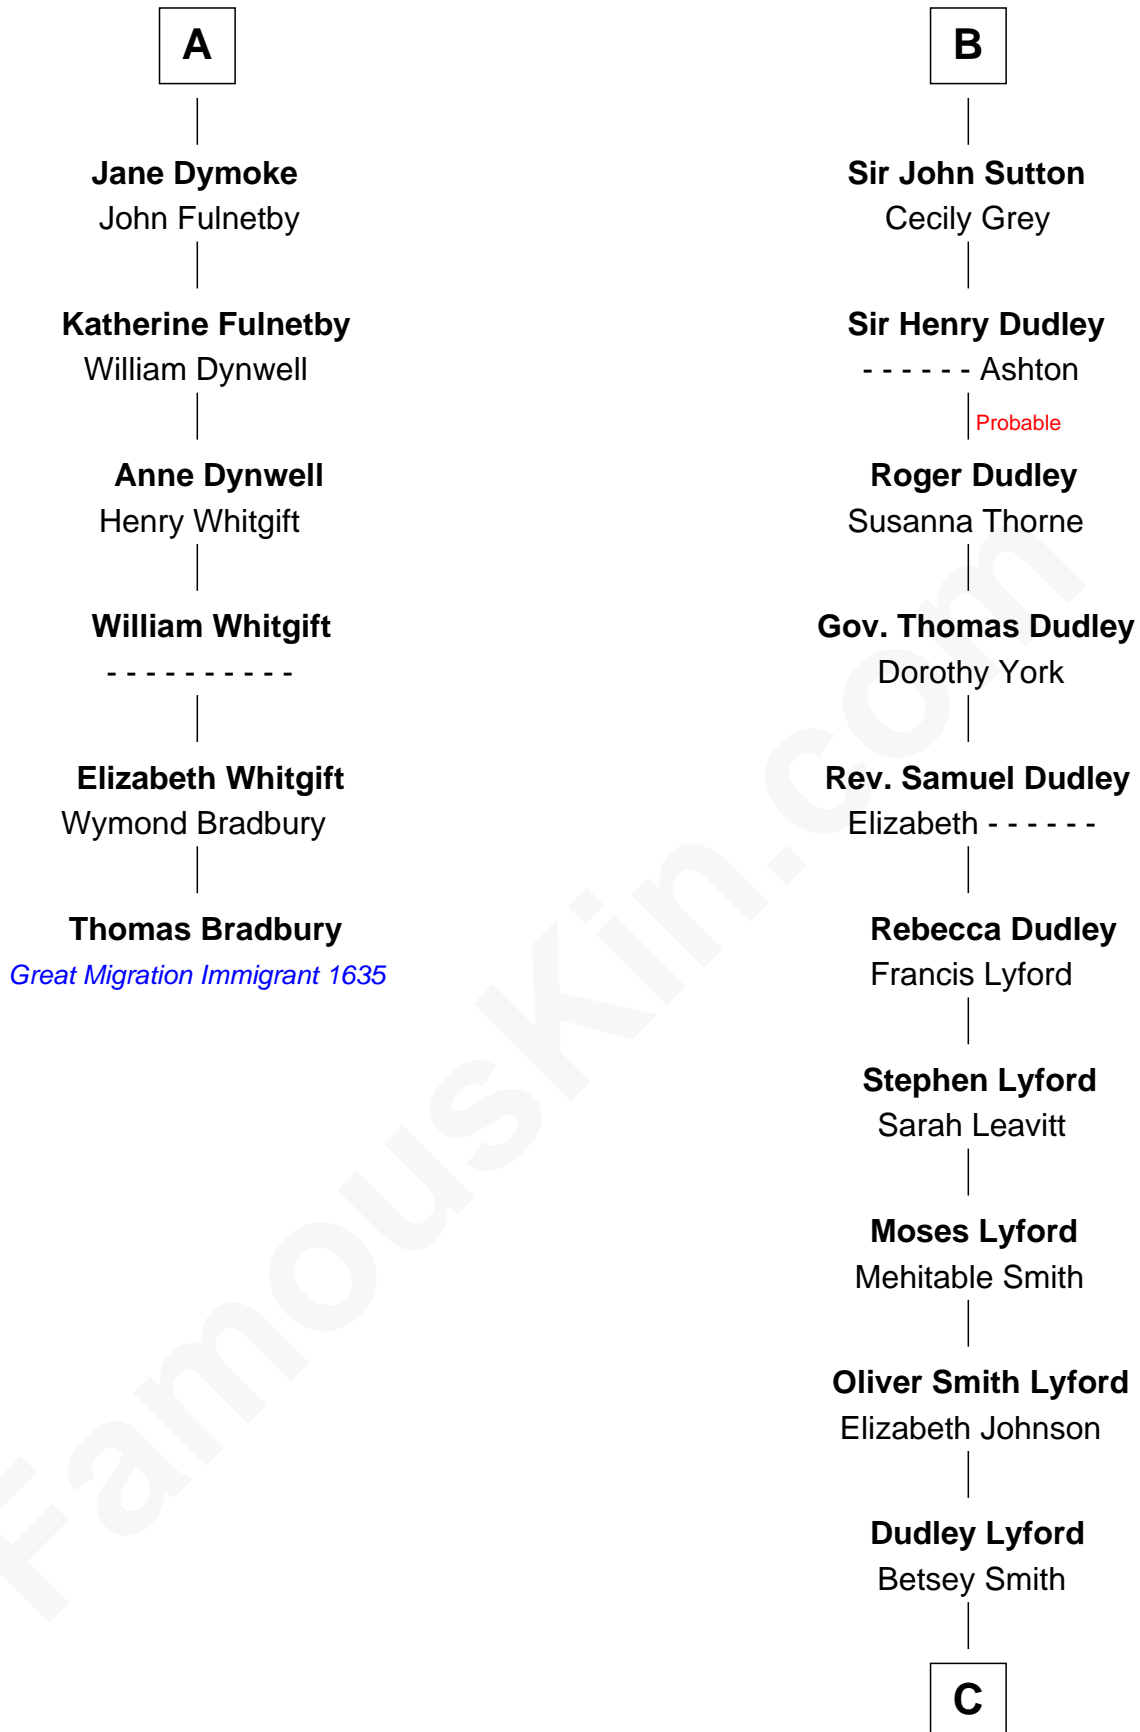 A
Jane Dymoke
John Fulnetby
Katherine Fulnetby
William Dynwell
Anne Dynwell
Henry Whitgift
William Whitgift
- - - - - - - - - -
Elizabeth Whitgift
Wymond Bradbury
Thomas Bradbury
Great Migration Immigrant 1635
B
Sir John Sutton
Cecily Grey
Sir Henry Dudley
- - - - - - Ashton
Probable
Roger Dudley
Susanna Thorne
Gov. Thomas Dudley
Dorothy York
Rev. Samuel Dudley
Elizabeth - - - - - -
Rebecca Dudley
Francis Lyford
Stephen Lyford
Sarah Leavitt
Moses Lyford
Mehitable Smith
Oliver Smith Lyford
Elizabeth Johnson
Dudley Lyford
Betsey Smith
C
FamousKin.com